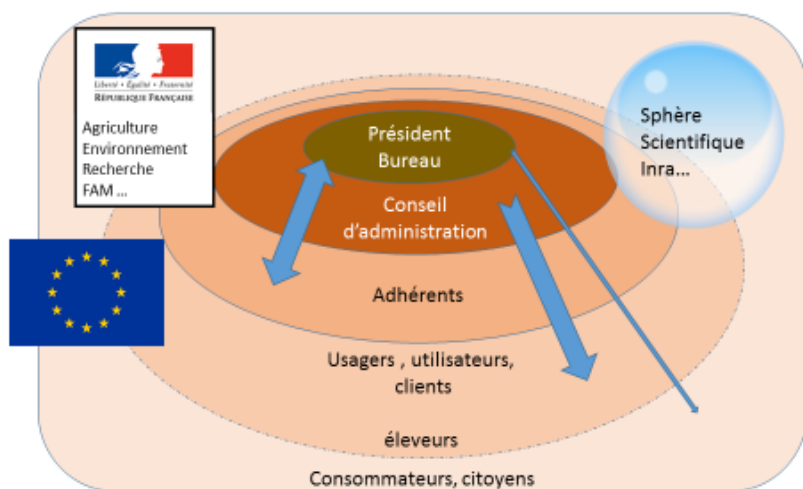 Liberté • Égalité • Fraternité
RÉPUBLIQUE FRANÇAISE
Agriculture
Environnement
Recherche
FAM ...
Président
Bureau
Sphère
Scientifique
Inra...
Conseil
d'administration
Adhérents
Usagers , utilisateurs,
clients
éleveurs
Consommateurs, citoyens